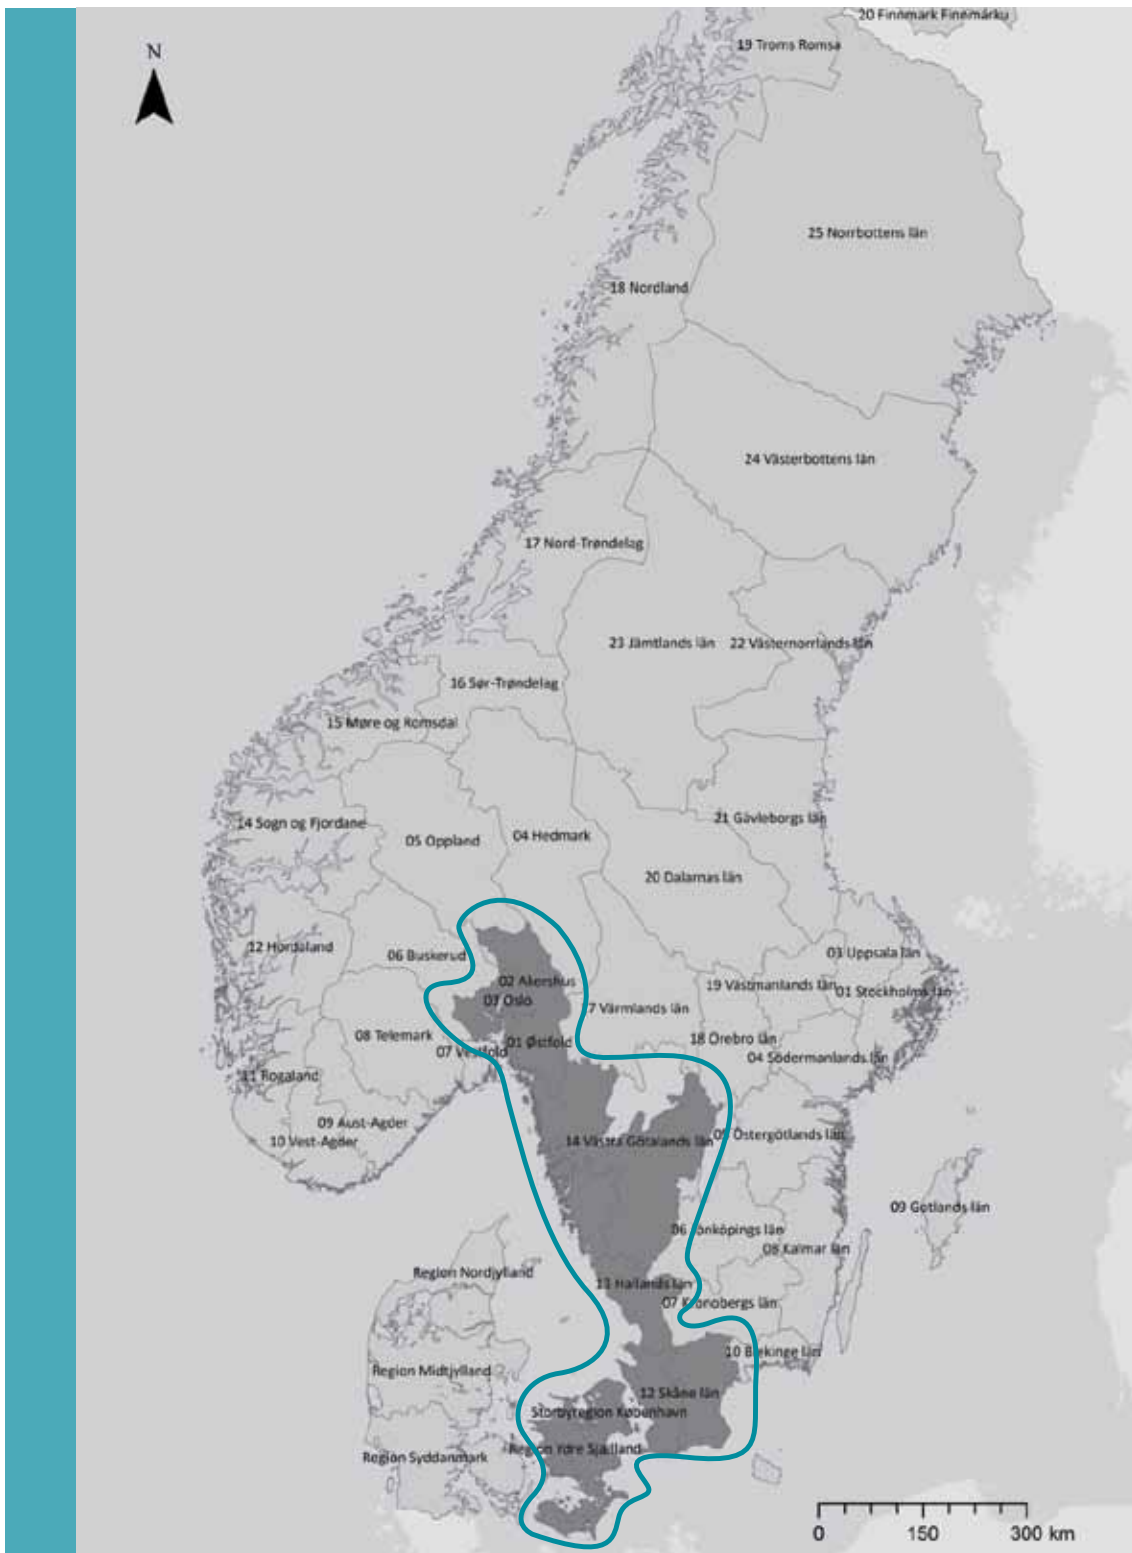 20 Finnmark Finnmárku
19 Troms Romsa
N
25 Norrbottens län
18 Nordland
24 Västerbottens län
17 Nord-Trøndelag
23 Jämtlands län
22 Västernorrlands län
16 Sør-Trøndelag
15 Møre og Romsdal
14 Sogn og Fjordane
05 Oppland
04 Hedmark
21 Gävleborgs län
20 Dalarnas län
12 Hordaland
06 Buskerud
03 Uppsala län
02 Akershus
19 Västmanlands län
01 Stockholms län
03 Oslo
7 Värmlands län
08 Telemark
07 Vestfold
01 Østfold
18 Örebro län
04 Södermanlands län
11 Rogaland
09 Aust-Agder
10 Vest-Agder
14 Västra Götalands län
05 Östergötlands län
09 Gotlands län
06 Jönköpings län
08 Kalmar län
Region Nordjylland
13 Hallands län
07 Kronobergs län
10 Blekinge län
Region Midtjylland
12 Skåne län
Storbyregion København
Region Ydre Sjælland
Region Syddanmark
0 150 300 km